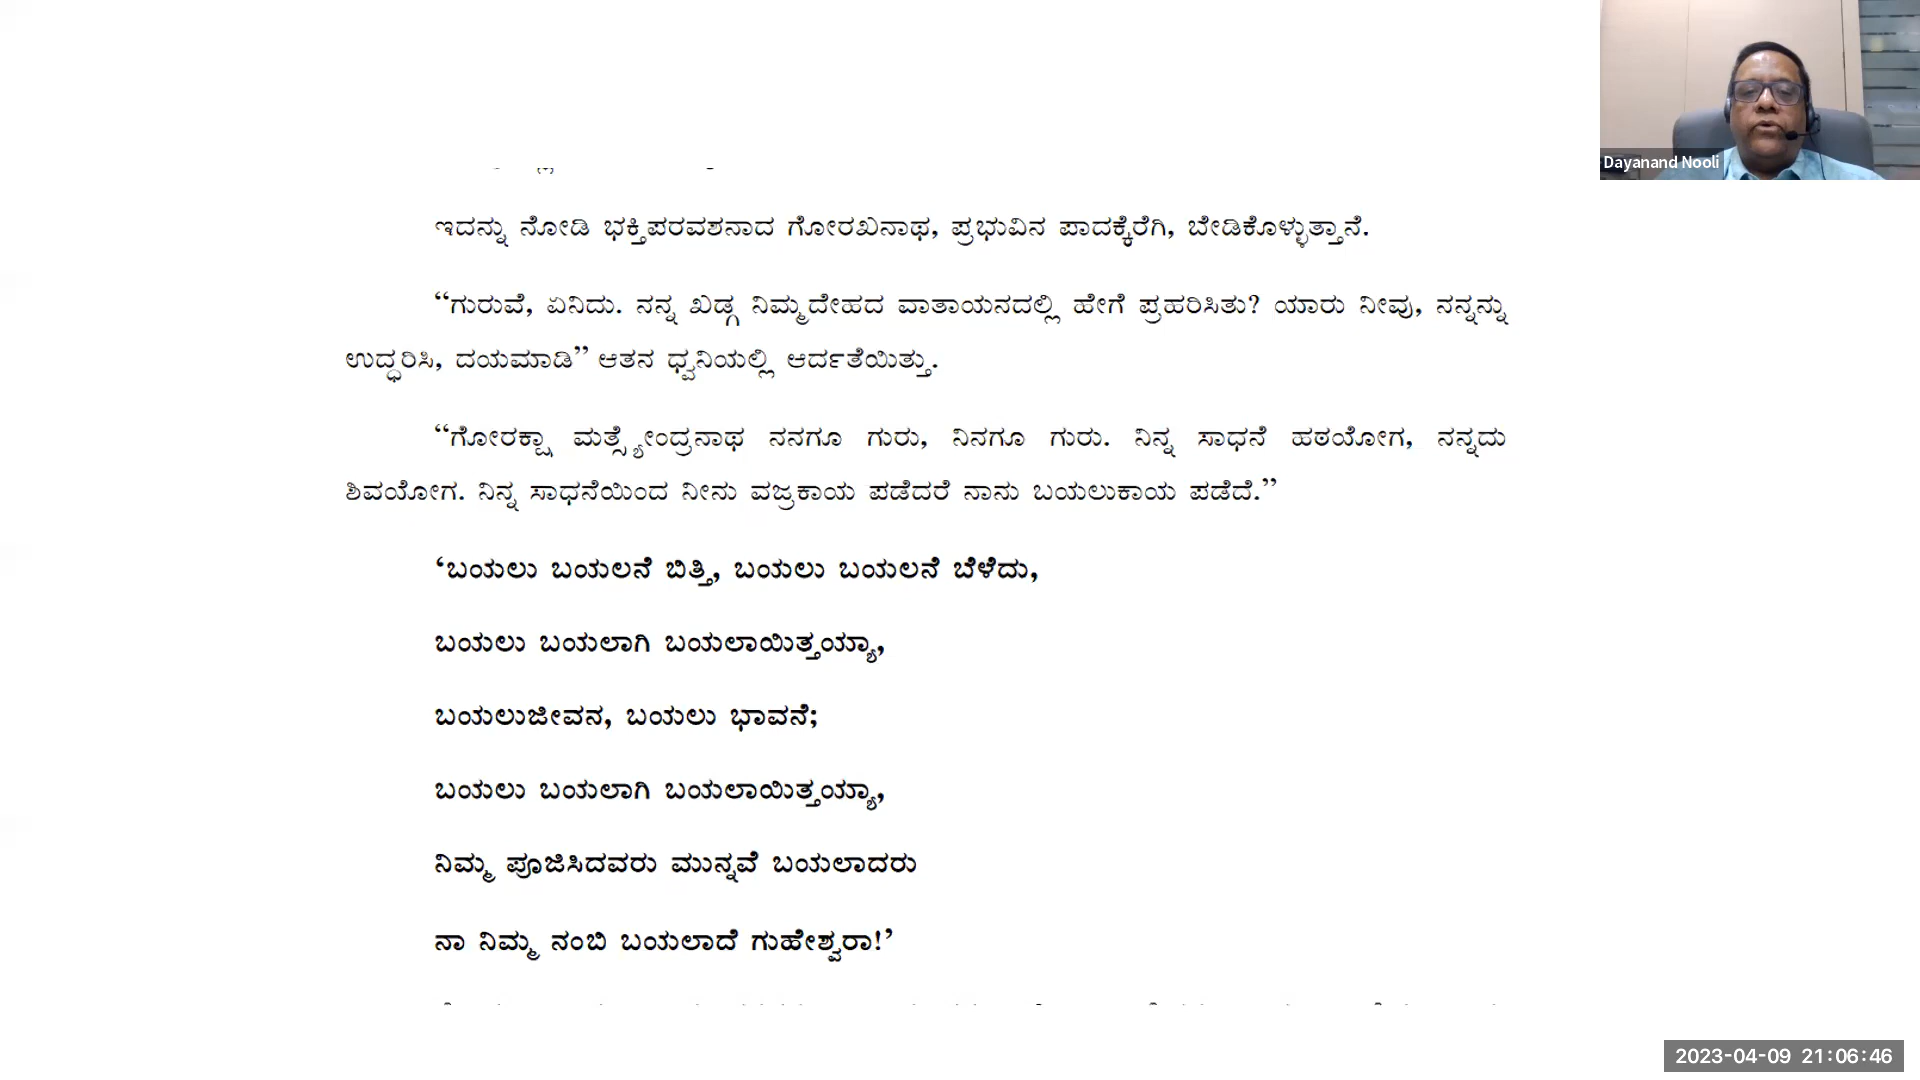 Dayanand Nooli
ಇದನ್ನು ನೋಡಿ ಭಕ್ತಿಪರವಶನಾದ ಗೋರಖನಾಥ, ಪ್ರಭುವಿನ ಪಾದಕ್ಕೆರೆಗಿ, ಬೇಡಿಕೊಳ್ಳುತ್ತಾನೆ.
“ಗುರುವೆ, ಏನಿದು. ನನ್ನ ಖಡ್ಗ ನಿಮ್ಮದೇಹದ ವಾತಾಯನದಲ್ಲಿ ಹೇಗೆ ಪ್ರಹರಿಸಿತು? ಯಾರು ನೀವು, ನನ್ನನ್ನು
ಉದ್ಧರಿಸಿ, ದಯಮಾಡಿ” ಆತನ ಧ್ವನಿಯಲ್ಲಿ ಆರ್ದತೆಯಿತ್ತು.
“ಗೋರಕ್ಷಾ ಮತ್ಸ್ಯೇಂದ್ರನಾಥ ನನಗೂ ಗುರು, ನಿನಗೂ ಗುರು. ನಿನ್ನ ಸಾಧನೆ ಹಠಯೋಗ, ನನ್ನದು
ಶಿವಯೋಗ. ನಿನ್ನ ಸಾಧನೆಯಿಂದ ನೀನು ವಜ್ರಕಾಯ ಪಡೆದರೆ ನಾನು ಬಯಲುಕಾಯ ಪಡೆದೆ.”
‘ಬಯಲು ಬಯಲನೆ ಬಿತ್ತಿ, ಬಯಲು ಬಯಲನೆ ಬೆಳೆದು,
ಬಯಲು ಬಯಲಾಗಿ ಬಯಲಾಯಿತ್ತಯ್ಯಾ,
ಬಯಲುಜೀವನ, ಬಯಲು ಭಾವನೆ;
ಬಯಲು ಬಯಲಾಗಿ ಬಯಲಾಯಿತ್ತಯ್ಯಾ,
ನಿಮ್ಮ ಪೂಜಿಸಿದವರು ಮುನ್ನವೆ ಬಯಲಾದರು
ನಾ ನಿಮ್ಮ ನಂಬಿ ಬಯಲಾದೆ ಗುಹೇಶ್ವರಾ!’
2023-04-09 21:06:46